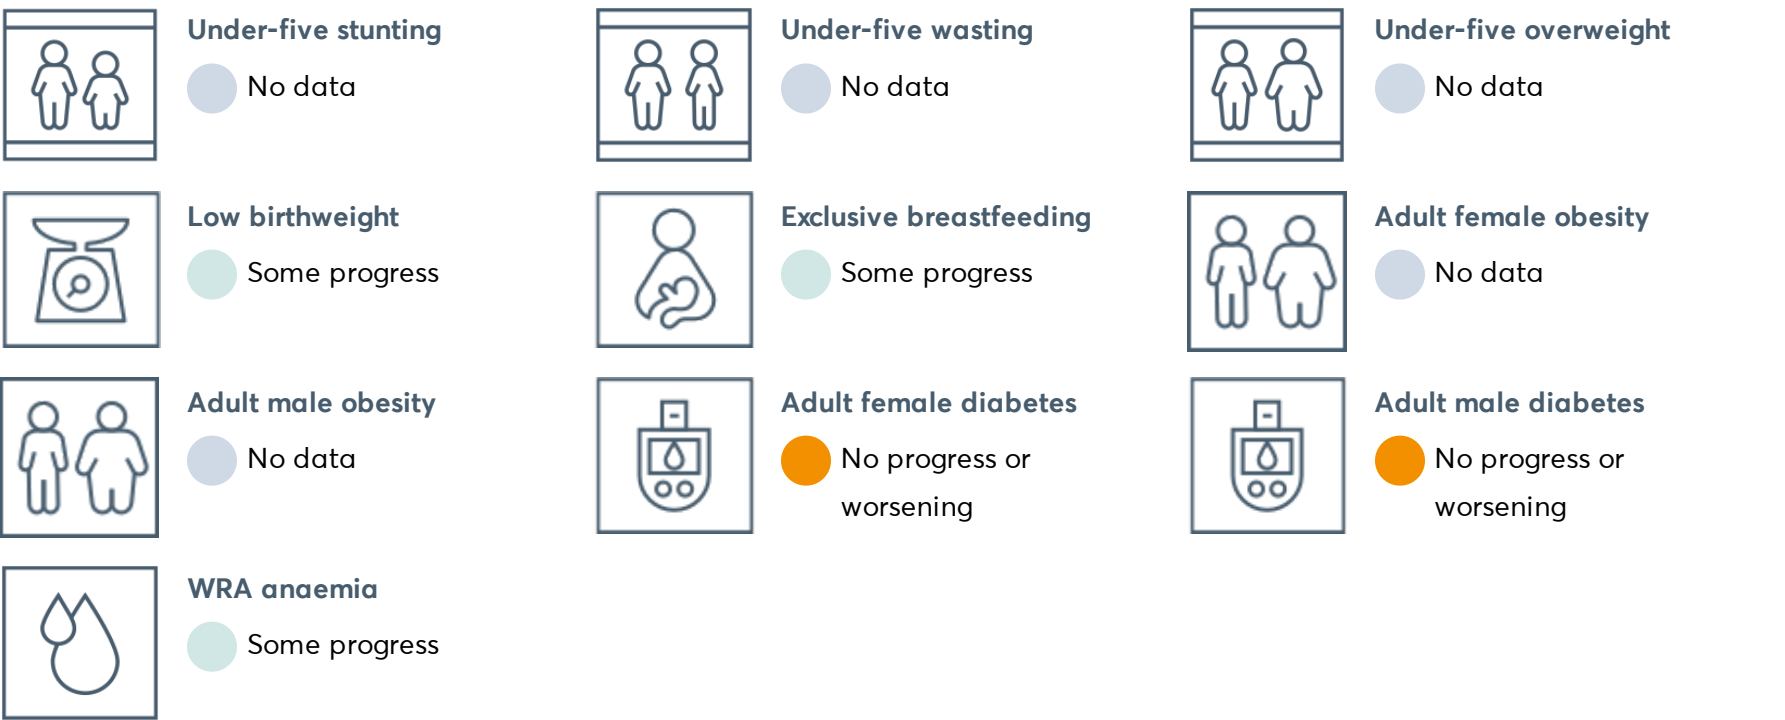 Under-five stunting
No data
Under-five wasting
No data
Under-five overweight
No data
Low birthweight
Some progress
Exclusive breastfeeding
Some progress
Adult female obesity
No data
Adult male obesity
No data
Adult female diabetes
No progress or
worsening
Adult male diabetes
No progress or
worsening
WRA anaemia
Some progress